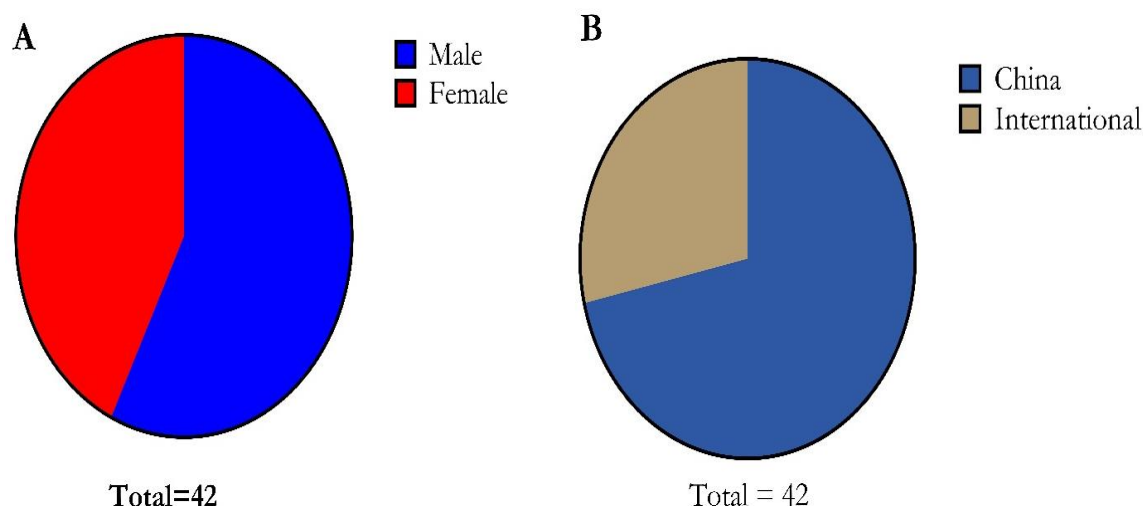 A
Male
Female
Total=42
B
China
International
Total = 42